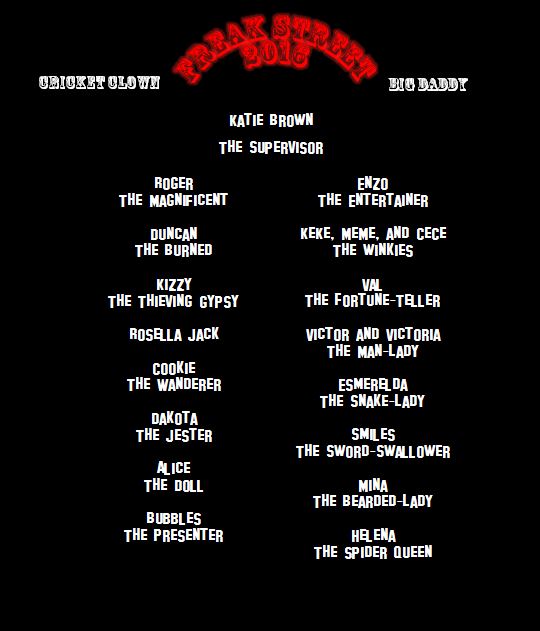 FREAK STREET
2015
CRICKET CLOWN
BIG DADDY
KATIE BROWN
THE SUPERVISOR
ROGER
THE MAGNIFICENT
DUNCAN
THE BURNED
KIZZY
THE THIEVING GYPSY
ROSELLA JACK
COOKIE
THE WANDERER
DAKOTA
THE JESTER
ALICE
THE DOLL
BUBBLES
THE PRESENTER
ENZO
THE ENTERTAINER
KEKE, MEME, AND CECE
THE WINKIES
VAL
THE FORTUNE-TELLER
VICTOR AND VICTORIA
THE MAN-LADY
ESMERELDA
THE SNAKE-LADY
SMILES
THE SWORD-SWALLOWER
MINA
THE BEARDED-LADY
HELENA
THE SPIDER QUEEN